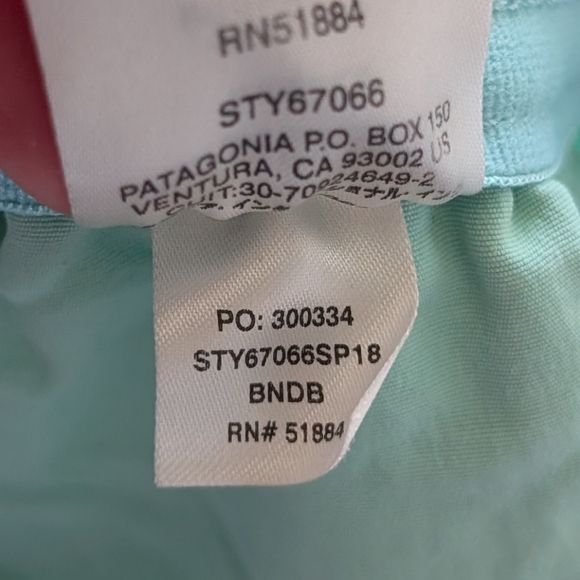 RN51884
STY67066
PATAGONIA P.O. BOX 150
VENTURA, CA 93002 US
PO: 300334
STY67066SP18
BNDB
RN# 51884